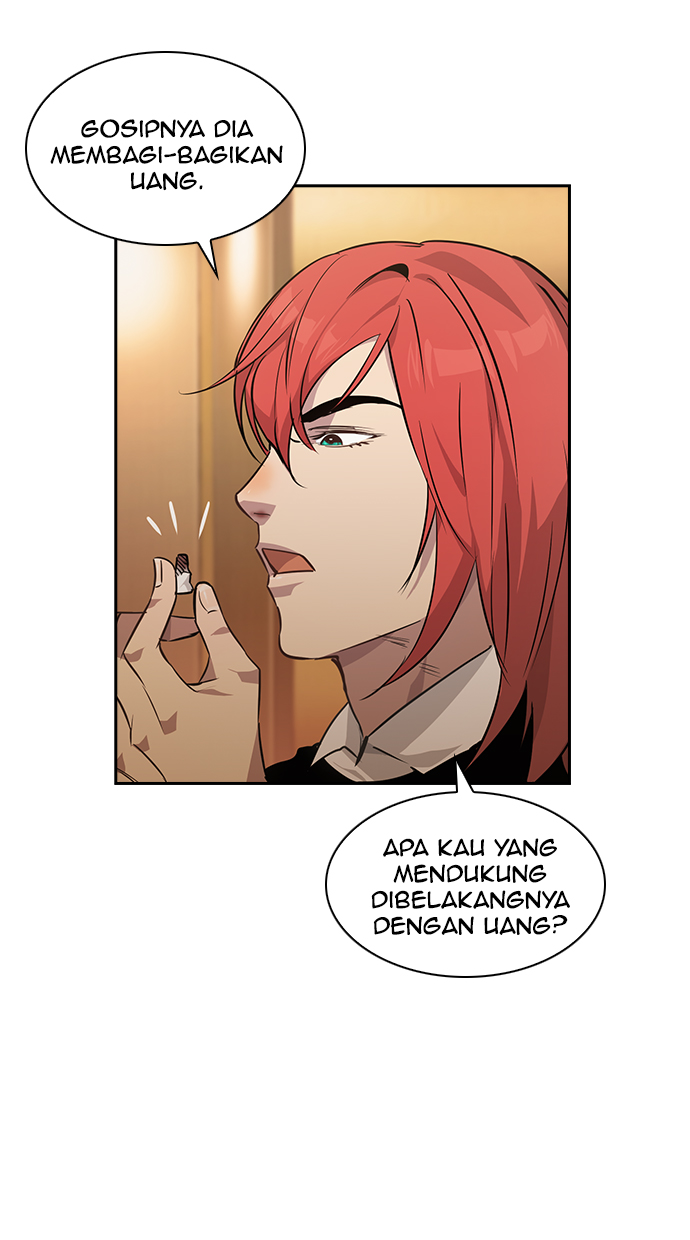 GOSIPNYA DIA
MEMBAGI-BAGIKAN
UANG.
APA KAU YANG
MENDUKUNG
DIBELAKANGNYA
DENGAN UANG?